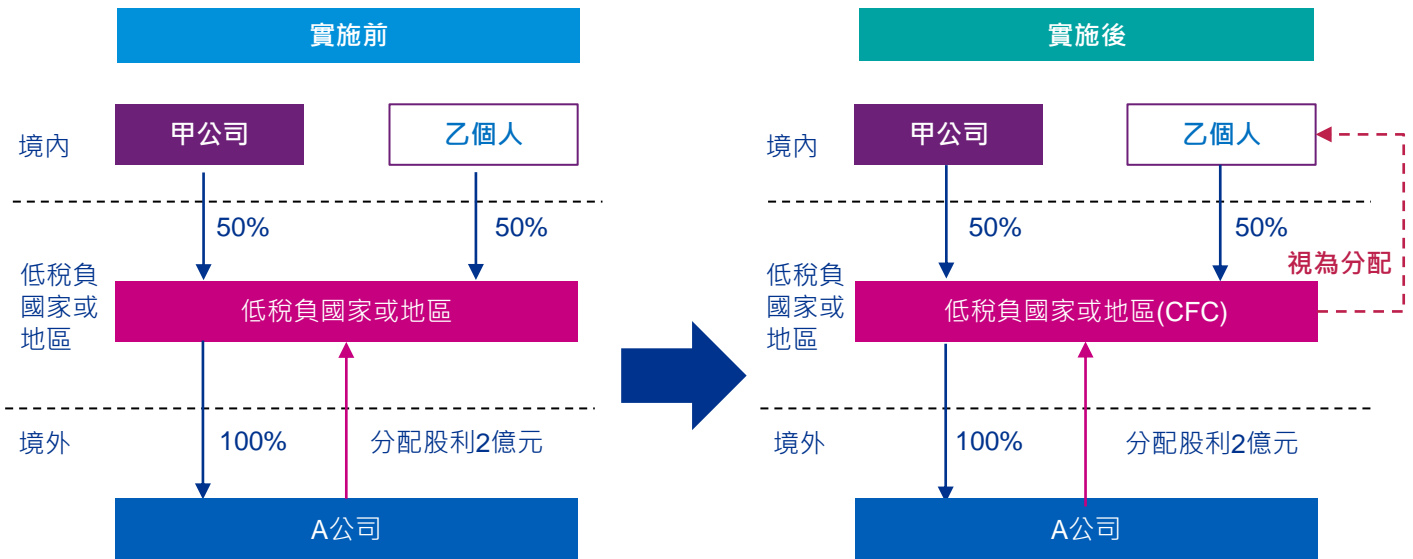 實施前
甲公司
乙個人
境內
50%
50%
低稅負
國家或
地區
低稅負國家或地區
境外
100%
分配股利2億元
A公司
實施後
甲公司
乙個人
境內
50%
50%
視為分配
低稅負
國家或
地區
低稅負國家或地區(CFC)
境外
100%
分配股利2億元
A公司